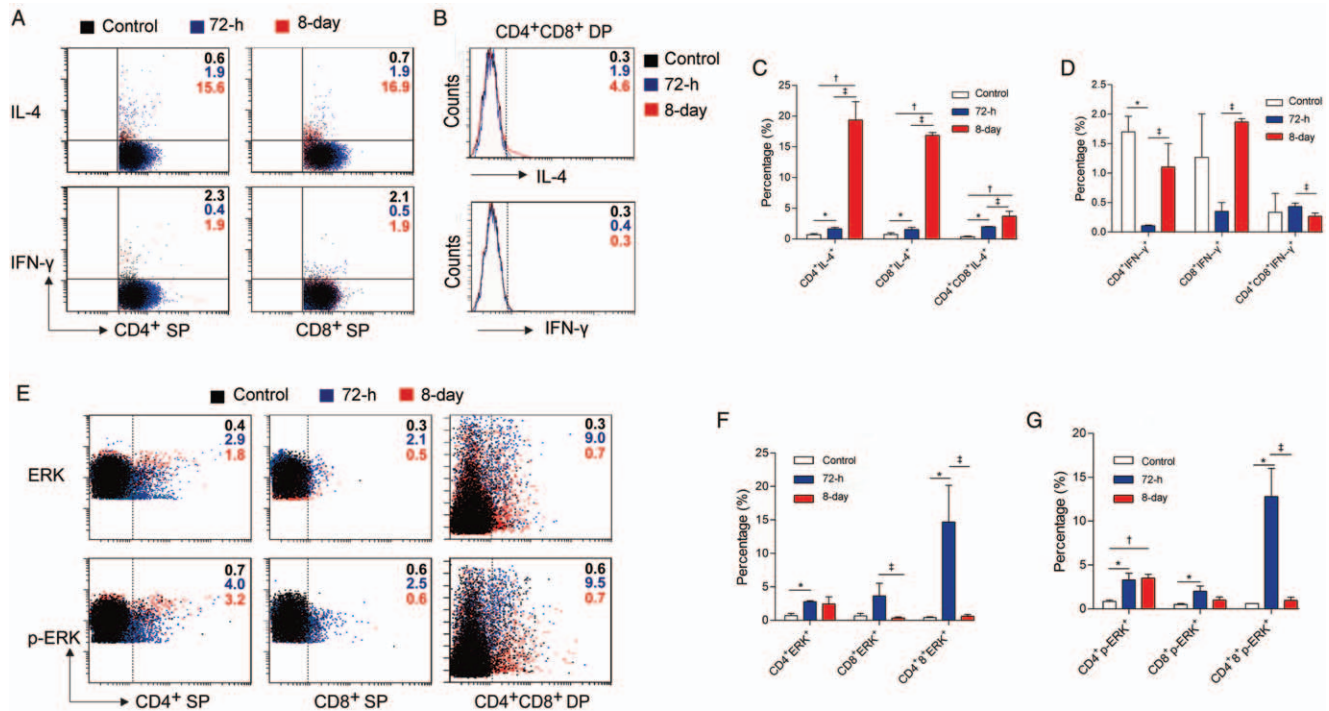 A
Control 72-h 8-day
IL-4
0.6
1.9
15.6
0.7
1.9
16.9
IFN-γ
2.3
0.4
1.9
2.1
0.5
1.9
CD4+ SP
CD8+ SP
B
CD4+CD8+ DP
Control
72-h
8-day
Counts
0.3
1.9
4.6
IL-4
Counts
0.3
0.4
0.3
IFN-γ
C
Percentage (%)
25
20
15
10
5
0
Control
72-h
8-day
† ‡ *
† ‡ *
† ‡ *
CD4+IL-4+
CD8+IL-4+
CD4+CD8+IL-4+
D
Percentage (%)
2.5
2.0
1.5
1.0
0.5
0.0
Control
72-h
8-day
* ‡
‡
‡
CD4+IFN-γ+
CD8+IFN-γ+
CD4+CD8+IFN-γ+
E
Control 72-h 8-day
ERK
0.4
2.9
1.8
0.3
2.1
0.5
0.3
9.0
0.7
p-ERK
0.7
4.0
3.2
0.6
2.5
0.6
0.6
9.5
0.7
CD4+ SP
CD8+ SP
CD4+CD8+ DP
F
Percentage (%)
25
20
15
10
5
0
Control
72-h
8-day
*
‡
* ‡
CD4+ERK+
CD8+ERK+
CD4+8+ERK+
G
Percentage (%)
20
15
10
5
0
Control
72-h
8-day
† *
*
* ‡
CD4+p-ERK+
CD8+p-ERK+
CD4+8+p-ERK+